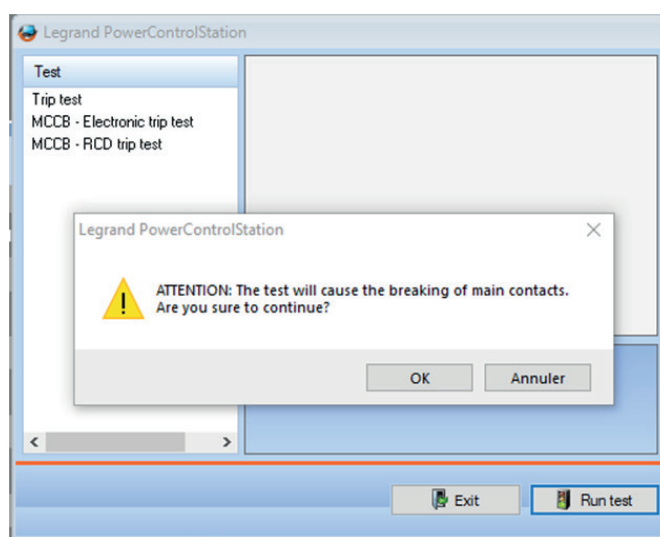 Legrand PowerControlStation
Test
Trip test
MCCB - Electronic trip test
MCCB - RCD trip test
Legrand PowerControlStation
ATTENTION: The test will cause the breaking of main contacts.
Are you sure to continue?
OK Annuler
Exit Run test